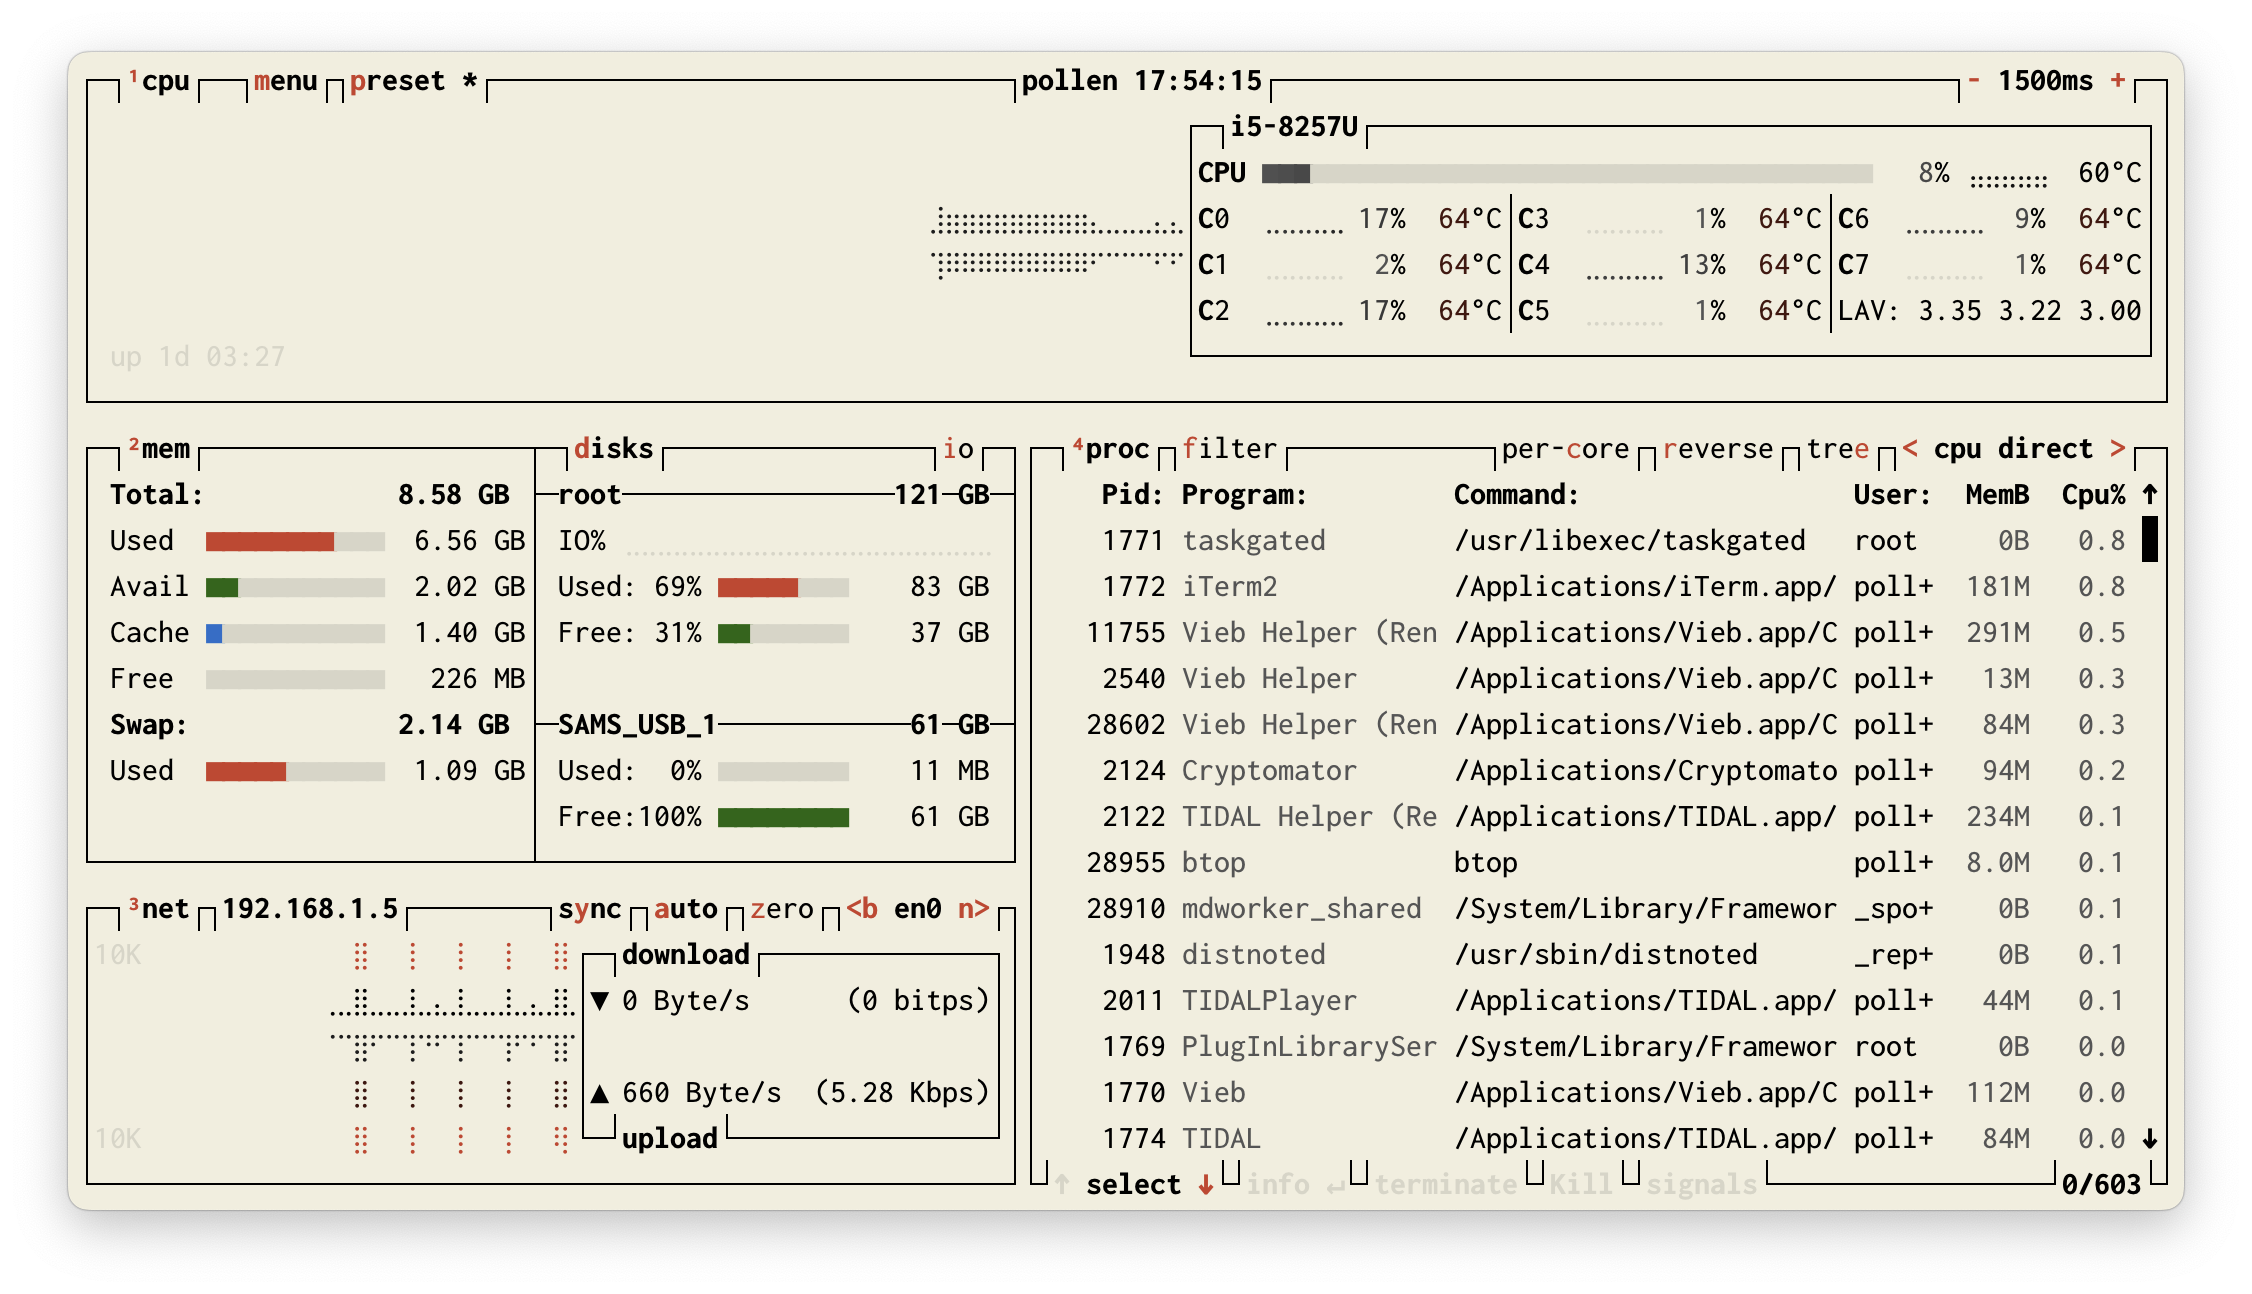 ¹cpu menu preset * pollen 17:54:15 - 1500ms +
i5-8257U
CPU 8% 60°C
C0 17% 64°C C3 1% 64°C C6 9% 64°C
C1 2% 64°C C4 13% 64°C C7 1% 64°C
C2 17% 64°C C5 1% 64°C LAV: 3.35 3.22 3.00
up 1d 03:27
²mem disks io
Total: 8.58 GB root 121 GB
Used 6.56 GB IO%
Avail 2.02 GB Used: 69% 83 GB
Cache 1.40 GB Free: 31% 37 GB
Free 226 MB
Swap: 2.14 GB SAMS_USB_1 61 GB
Used 1.09 GB Used: 0% 11 MB
Free:100% 61 GB
³net 192.168.1.5 sync auto zero <b en0 n>
10K download
▼ 0 Byte/s (0 bitps)
▲ 660 Byte/s (5.28 Kbps)
10K upload
⁴proc filter per-core reverse tree < cpu direct >
Pid: Program: Command: User: MemB Cpu% ↑
1771 taskgated /usr/libexec/taskgated root 0B 0.8
1772 iTerm2 /Applications/iTerm.app/ poll+ 181M 0.8
11755 Vieb Helper (Ren /Applications/Vieb.app/C poll+ 291M 0.5
2540 Vieb Helper /Applications/Vieb.app/C poll+ 13M 0.3
28602 Vieb Helper (Ren /Applications/Vieb.app/C poll+ 84M 0.3
2124 Cryptomator /Applications/Cryptomato poll+ 94M 0.2
2122 TIDAL Helper (Re /Applications/TIDAL.app/ poll+ 234M 0.1
28955 btop btop poll+ 8.0M 0.1
28910 mdworker_shared /System/Library/Framewor _spo+ 0B 0.1
1948 distnoted /usr/sbin/distnoted _rep+ 0B 0.1
2011 TIDALPlayer /Applications/TIDAL.app/ poll+ 44M 0.1
1769 PlugInLibrarySer /System/Library/Framewor root 0B 0.0
1770 Vieb /Applications/Vieb.app/C poll+ 112M 0.0
1774 TIDAL /Applications/TIDAL.app/ poll+ 84M 0.0 ↓
↑ select ↓ info ↵ terminate Kill signals 0/603